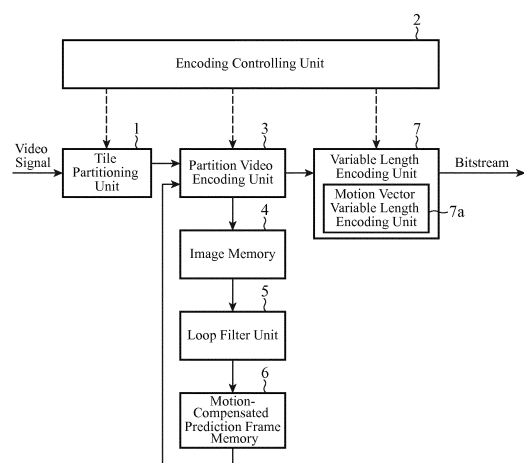 2
Encoding Controlling Unit
Video
Signal
1
Tile
Partitioning
Unit
3
Partition Video
Encoding Unit
7
Variable Length
Encoding Unit
Motion Vector
Variable Length
Encoding Unit
7a
Bitstream
4
Image Memory
5
Loop Filter Unit
6
Motion-
Compensated
Prediction Frame
Memory